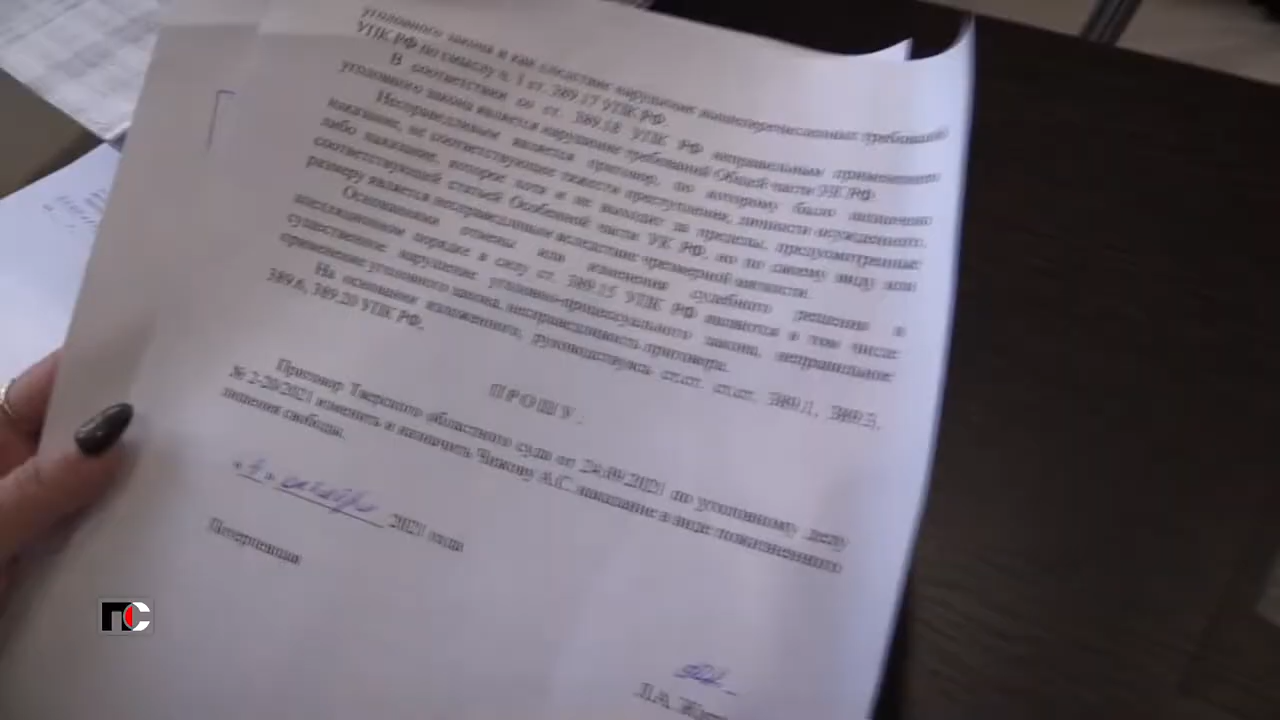 уголовного закона и как следствие нарушение вышеперечисленных требований
УПК РФ по смыслу п. 1 ст. 389.17 УПК РФ.
В соответствии со ст. 389.18 УПК РФ неправильным применением
уголовного закона является нарушение требований Общей части УК РФ.
Несправедливым является приговор, по которому было назначено
наказание, не соответствующее тяжести преступления, личности осужденного,
либо наказание, которое хотя и не выходит за пределы, предусмотренные
соответствующей статьей Особенной части УК РФ, но по своему виду или
размеру является несправедливым вследствие чрезмерной мягкости.
Основаниями отмены или изменения судебного решения в
апелляционном порядке в силу ст. 389.15 УПК РФ являются в том числе:
существенное нарушение уголовно-процессуального закона, неправильное
применение уголовного закона, несправедливость приговора.
На основании изложенного, руководствуясь ст.ст. ст.ст. 389.1, 389.3,
389.6, 389.20 УПК РФ,
ПРОШУ:
Приговор Тверского областного суда от 24.09.2021 по уголовному делу
№ 2-20/2021 изменить и назначить Чикову А.С. наказание в виде пожизненного
лишения свободы.
2021 года
Потерпевшая
ПС